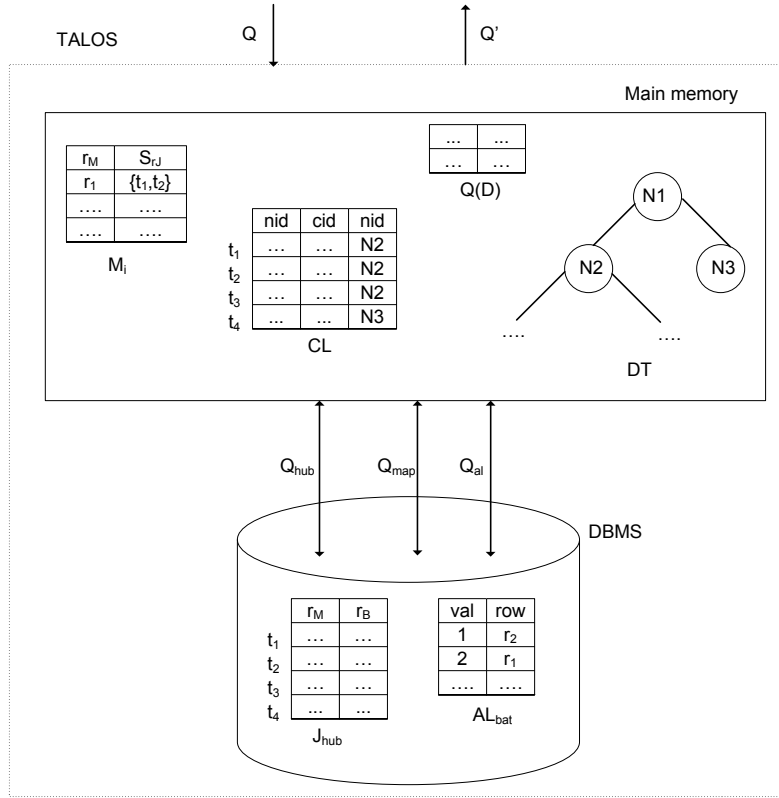 TALOS
Q
Q'
Main memory
r_M S_rJ
r_1 {t_1,t_2}
.... ....
.... ....
M_i
... ...
... ...
Q(D)
nid cid nid
t_1 ... ... N2
t_2 ... ... N2
t_3 ... ... N2
t_4 ... ... N3
CL
N1
N2
N3
....
....
DT
Q_hub
Q_map
Q_al
DBMS
r_M r_B
t_1 ... ...
t_2 ... ...
t_3 ... ...
t_4 ... ...
J_hub
val row
1 r_2
2 r_1
.... ....
AL_bat